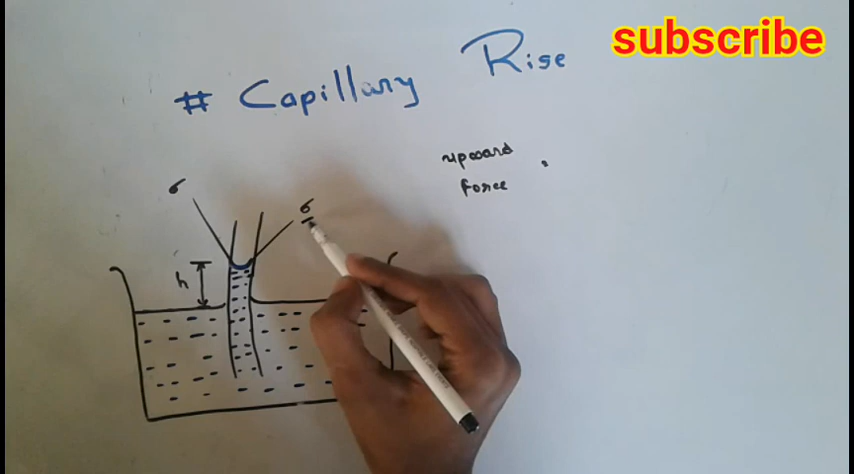 subscribe
# Capillary Rise
upward
force
σ
σ
h